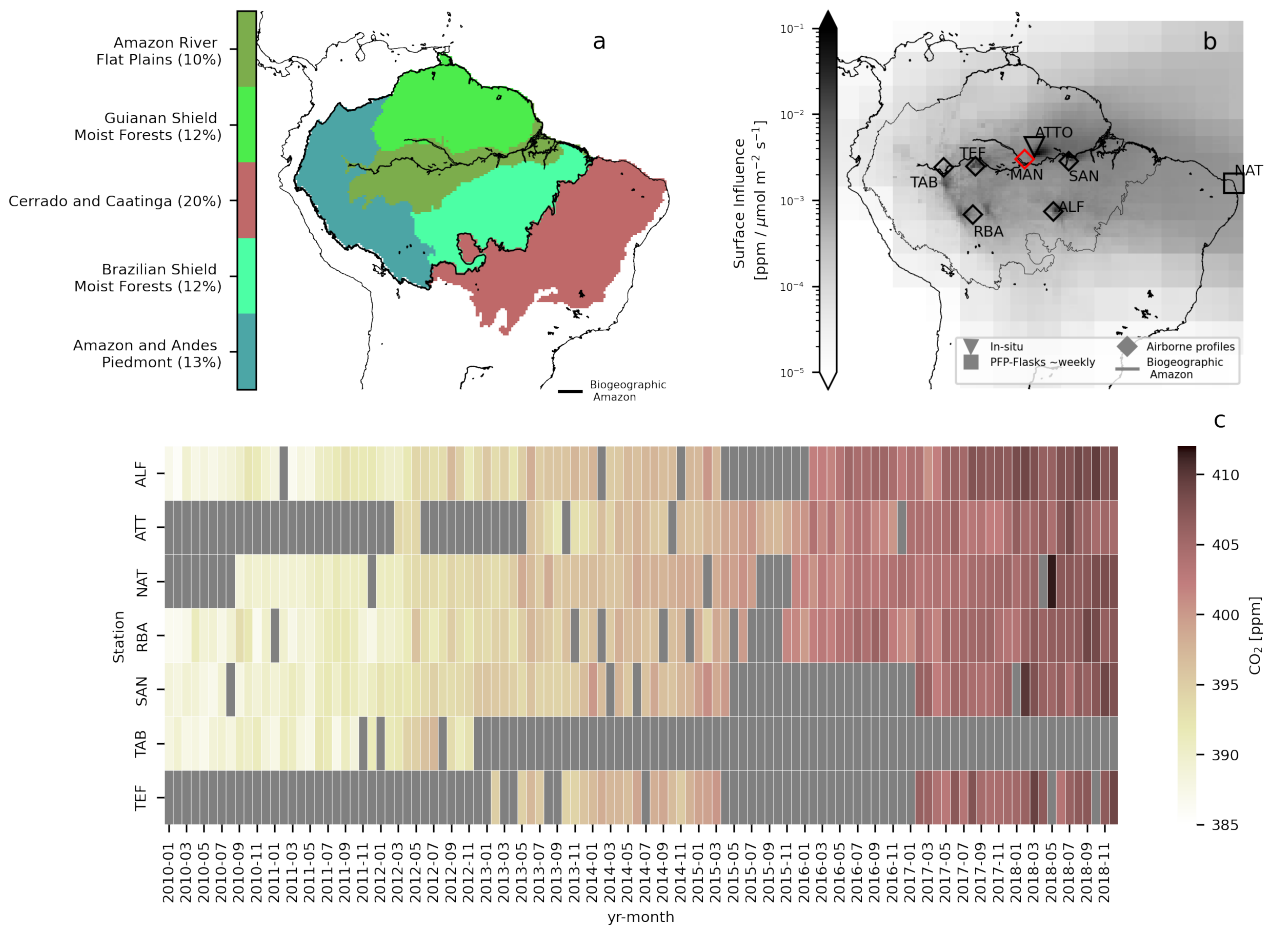 Amazon River
Flat Plains (10%)
Guianan Shield
Moist Forests (12%)
Cerrado and Caatinga (20%)
Brazilian Shield
Moist Forests (12%)
Amazon and Andes
Piedmont (13%)
a
Biogeographic
Amazon
b
10⁻¹
10⁻²
10⁻³
10⁻⁴
10⁻⁵
Surface Influence
[ppm / μmol m⁻² s⁻¹]
ATTO
TEF
MAN
SAN
TAB
NAT
ALF
RBA
In-situ
PFP-Flasks ~weekly
Airborne profiles
Biogeographic
Amazon
c
Station
ALF
ATT
NAT
RBA
SAN
TAB
TEF
2010-01
2010-03
2010-05
2010-07
2010-09
2010-11
2011-01
2011-03
2011-05
2011-07
2011-09
2011-11
2012-01
2012-03
2012-05
2012-07
2012-09
2012-11
2013-01
2013-03
2013-05
2013-07
2013-09
2013-11
2014-01
2014-03
2014-05
2014-07
2014-09
2014-11
2015-01
2015-03
2015-05
2015-07
2015-09
2015-11
2016-01
2016-03
2016-05
2016-07
2016-09
2016-11
2017-01
2017-03
2017-05
2017-07
2017-09
2017-11
2018-01
2018-03
2018-05
2018-07
2018-09
2018-11
yr-month
410
405
400
395
390
385
CO₂ [ppm]